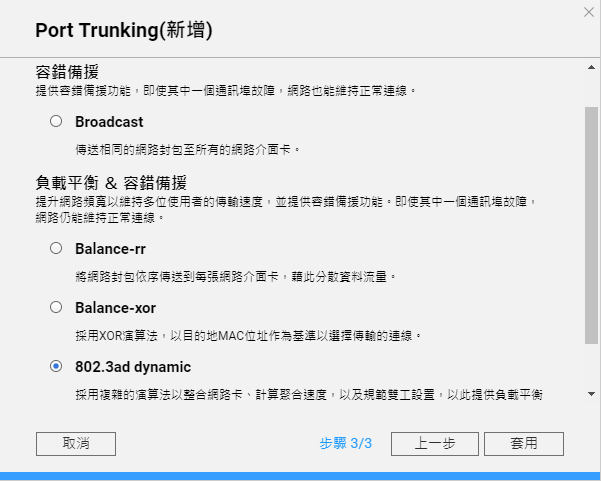 Port Trunking(新增)
容錯備援
提供容錯備援功能，即使其中一個通訊埠故障，網路也能維持正常連線。
Broadcast
傳送相同的網路封包至所有的網路介面卡。
負載平衡 & 容錯備援
提升網路頻寬以維持多位使用者的傳輸速度，並提供容錯備援功能。即使其中一個通訊埠故障，
網路仍能維持正常連線。
Balance-rr
將網路封包依序傳送到每張網路介面卡，藉此分散資料流量。
Balance-xor
採用XOR演算法，以目的地MAC位址作為基準以選擇傳輸的連線。
802.3ad dynamic
採用複雜的演算法以整合網路卡、計算聚合速度，以及規範雙工設置，以此提供負載平衡
取消
步驟 3/3
上一步
套用